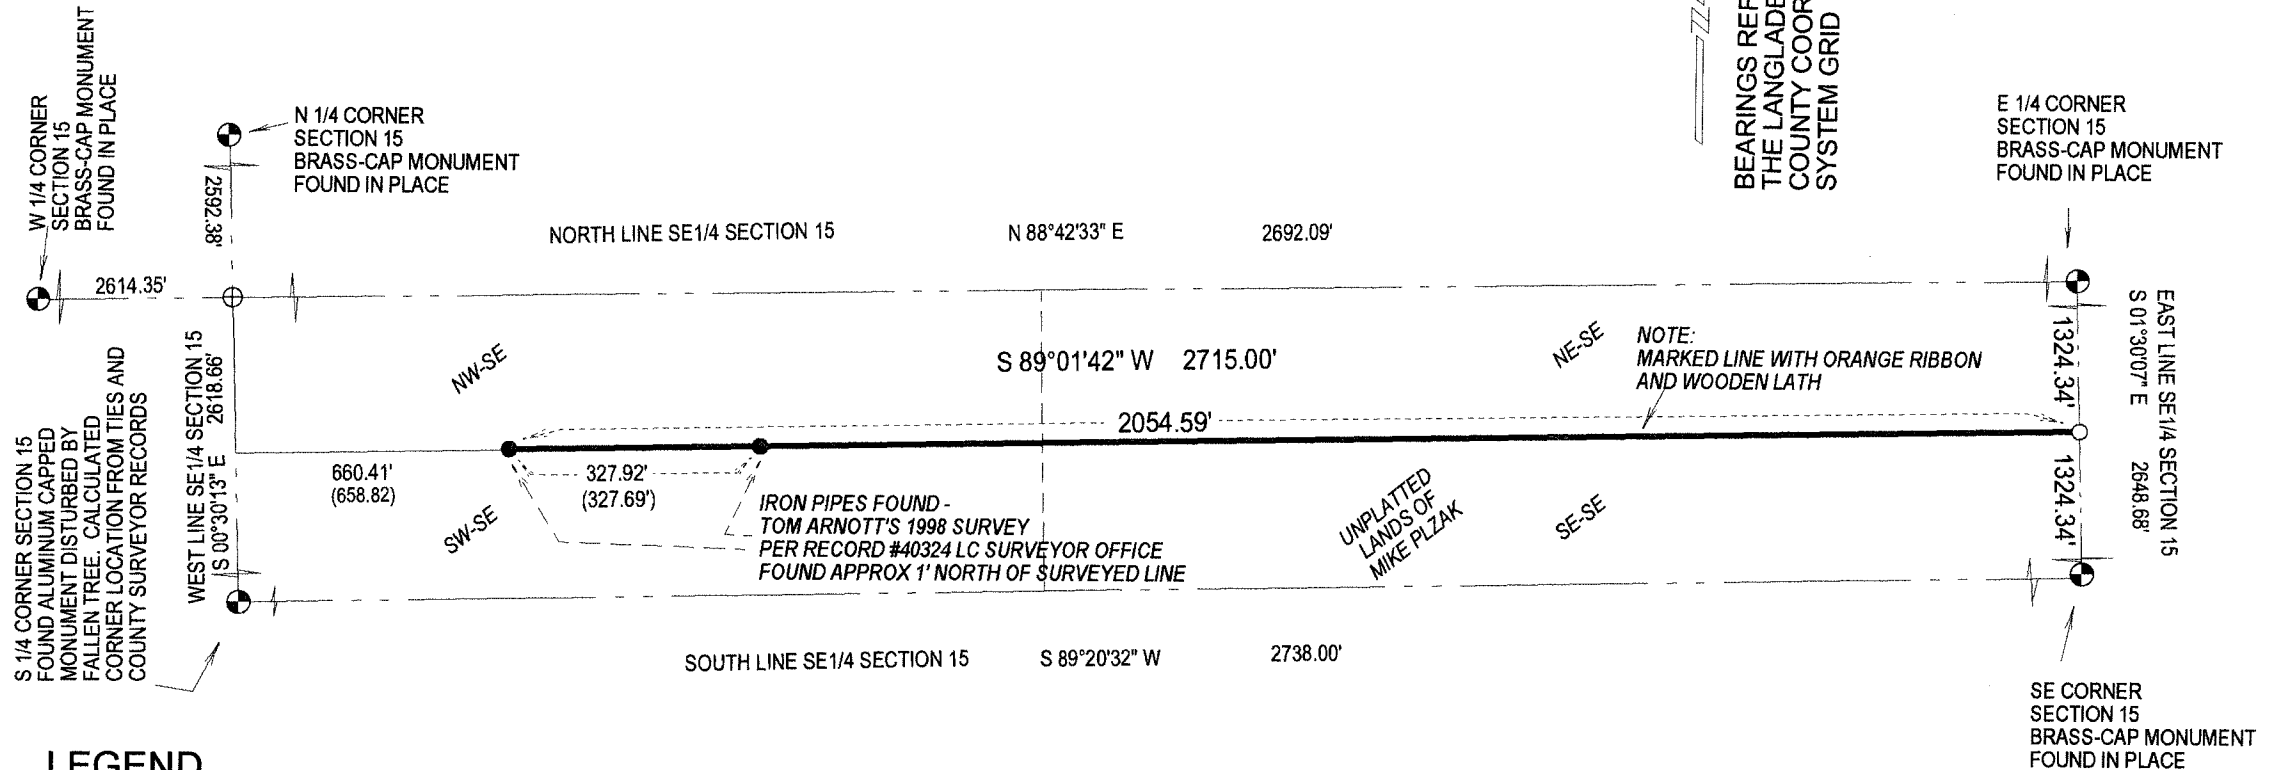 W 1/4 CORNER
SECTION 15
BRASS-CAP MONUMENT
FOUND IN PLACE
N 1/4 CORNER
SECTION 15
BRASS-CAP MONUMENT
FOUND IN PLACE
2592.38'
BEARINGS REF
THE LANGLADE
COUNTY COOR
SYSTEM GRID
E 1/4 CORNER
SECTION 15
BRASS-CAP MONUMENT
FOUND IN PLACE
NORTH LINE SE1/4 SECTION 15 N 88°42'33" E 2692.09'
2614.35'
WEST LINE SE1/4 SECTION 15
S 00°30'13" E 2618.66'
NW-SE
S 89°01'42" W 2715.00'
NE-SE
NOTE:
MARKED LINE WITH ORANGE RIBBON
AND WOODEN LATH
1324.34'
EAST LINE SE1/4 SECTION 15
S 01°30'07" E 2648.68'
2054.59'
660.41'
(658.82)
327.92'
(327.69')
1324.34'
SW-SE
IRON PIPES FOUND -
TOM ARNOTT'S 1998 SURVEY
PER RECORD #40324 LC SURVEYOR OFFICE
FOUND APPROX 1' NORTH OF SURVEYED LINE
UNPLATTED
LANDS OF
MIKE PLZAK
SE-SE
S 1/4 CORNER SECTION 15
FOUND ALUMINUM CAPPED
MONUMENT DISTURBED BY
FALLEN TREE. CALCULATED
CORNER LOCATION FROM TIES AND
COUNTY SURVEYOR RECORDS
SOUTH LINE SE1/4 SECTION 15 S 89°20'32" W 2738.00'
SE CORNER
SECTION 15
BRASS-CAP MONUMENT
FOUND IN PLACE
LEGEND